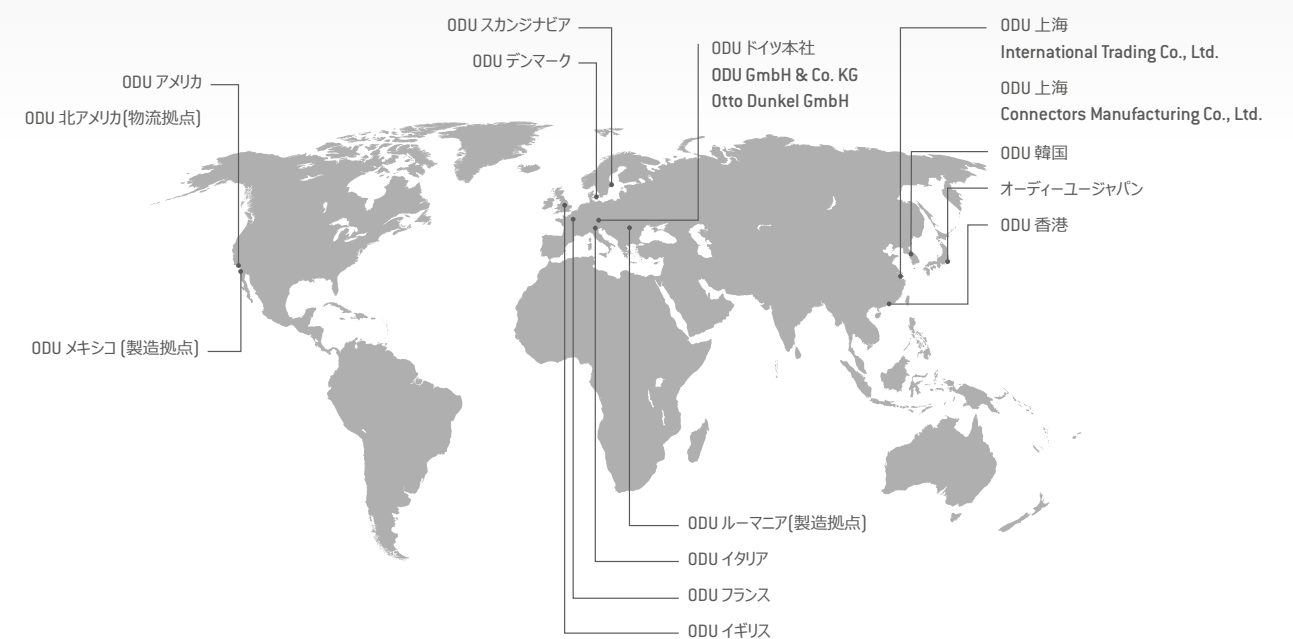 ODU アメリカ
ODU 北アメリカ(物流拠点)
ODU メキシコ (製造拠点)
ODU スカンジナビア
ODU デンマーク
ODU ドイツ本社
ODU GmbH & Co. KG
Otto Dunkel GmbH
ODU 上海
International Trading Co., Ltd.
ODU 上海
Connectors Manufacturing Co., Ltd.
ODU 韓国
オーディーユージャパン
ODU 香港
ODU ルーマニア(製造拠点)
ODU イタリア
ODU フランス
ODU イギリス